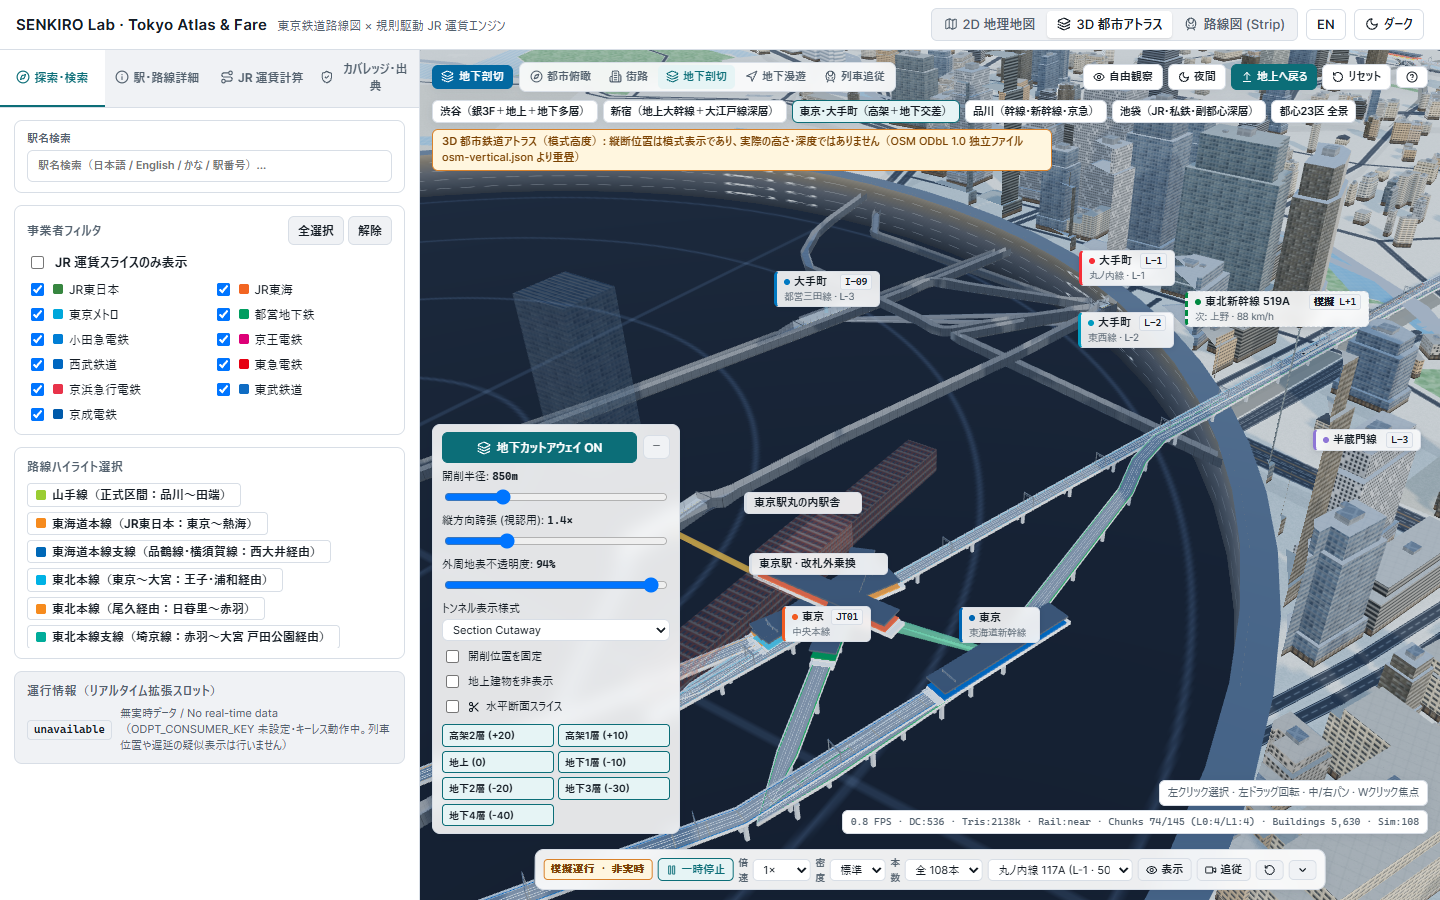 SENKIRO Lab · Tokyo Atlas & Fare 東京鉄道路線図 × 規則駆動 JR 運賃エンジン
2D 地理地図 3D 都市アトラス 路線図 (Strip) EN ダーク
探索・検索 駅・路線詳細 JR 運賃計算 カバレッジ・出典
駅名検索
駅名検索（日本語 / English / かな / 駅番号）...
事業者フィルタ 全選択 解除
JR 運賃スライスのみ表示
JR東日本 JR東海
東京メトロ 都営地下鉄
小田急電鉄 京王電鉄
西武鉄道 東急電鉄
京浜急行電鉄 東武鉄道
京成電鉄
路線ハイライト選択
山手線（正式区間：品川〜田端）
東海道本線（JR東日本：東京〜熱海）
東海道本線支線（品鶴線・横須賀線：西大井経由）
東北本線（東京〜大宮：王子・浦和経由）
東北本線（尾久経由：日暮里〜赤羽）
東北本線支線（埼京線：赤羽〜大宮 戸田公園経由）
運行情報（リアルタイム拡張スロット）
unavailable
無実時データ / No real-time data
（ODPT_CONSUMER_KEY 未設定・キーレス動作中。列車
位置や遅延の疑似表示は行いません）
地下剖切 都市俯瞰 街路 地下剖切 地下漫遊 列車追従 自由観察 夜間 地上へ戻る リセット
渋谷（銀3F＋地上＋地下多層） 新宿（地上大幹線＋大江戸線深層） 東京・大手町（高架＋地下交差） 品川（幹線・新幹線・京急） 池袋（JR・私鉄・副都心深層） 都心23区 全景
3D 都市鉄道アトラス（模式高度）: 縦断位置は模式表示であり、実際の高さ・深度ではありません（OSM ODbL 1.0 独立ファイル
osm-vertical.json より重畳）
大手町 I-09
都営三田線 · L-3
大手町 L-1
丸ノ内線 · L-1
東北新幹線 519A 模擬 L+1
次: 上野 · 88 km/h
大手町 L-2
東西線 · L-2
半蔵門線 L-3
東京駅丸の内駅舎
東京駅 · 改札外乗換
東京 JT01
中央本線
東京
東海道新幹線
地下カットアウェイ ON −
開削半径: 850m
縦方向誇張 (視認用): 1.4×
外周地表不透明度: 94%
トンネル表示様式
Section Cutaway
開削位置を固定
地上建物を非表示
水平断面スライス
高架2層 (+20) 高架1層 (+10)
地上 (0) 地下1層 (-10)
地下2層 (-20) 地下3層 (-30)
地下4層 (-40)
左クリック選択 · 左ドラッグ回転 · 中/右パン · Wクリック焦点
0.8 FPS · DC:536 · Tris:2138k · Rail:near · Chunks 74/145 (L0:4/L1:4) · Buildings 5,630 · Sim:108
模擬運行 · 非実時 一時停止 倍速 1× 密度 標準 本数 全 108本 丸ノ内線 117A (L-1 · 50 表示 追従